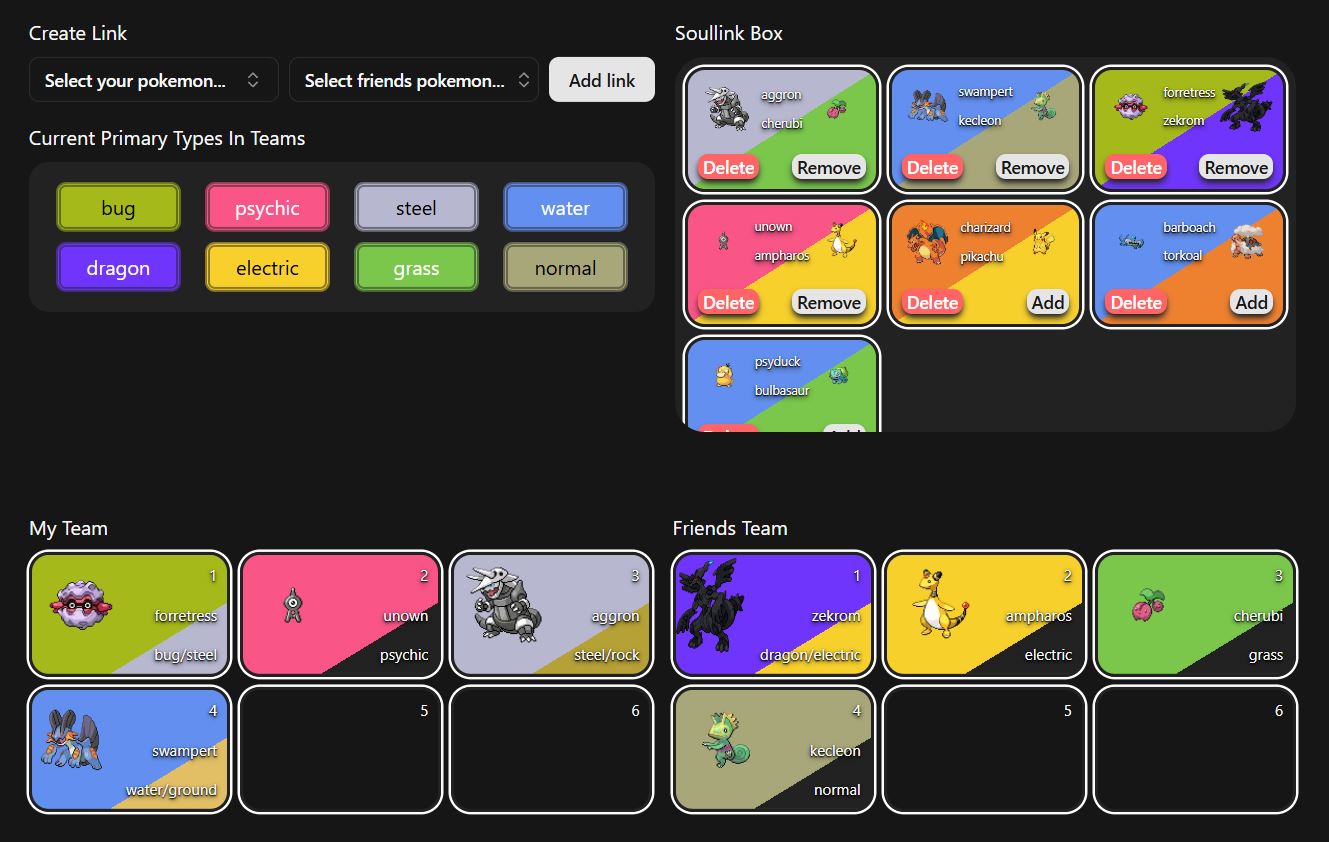 Create Link
Select your pokemon...
Select friends pokemon...
Add link
Current Primary Types In Teams
bug
psychic
steel
water
dragon
electric
grass
normal
Soullink Box
aggron
cherubi
Delete
Remove
swampert
kecleon
Delete
Remove
forretress
zekrom
Delete
Remove
unown
ampharos
Delete
Remove
charizard
pikachu
Delete
Add
barboach
torkoal
Delete
Add
psyduck
bulbasaur
My Team
1
forretress
bug/steel
2
unown
psychic
3
aggron
steel/rock
4
swampert
water/ground
5
6
Friends Team
1
zekrom
dragon/electric
2
ampharos
electric
3
cherubi
grass
4
kecleon
normal
5
6